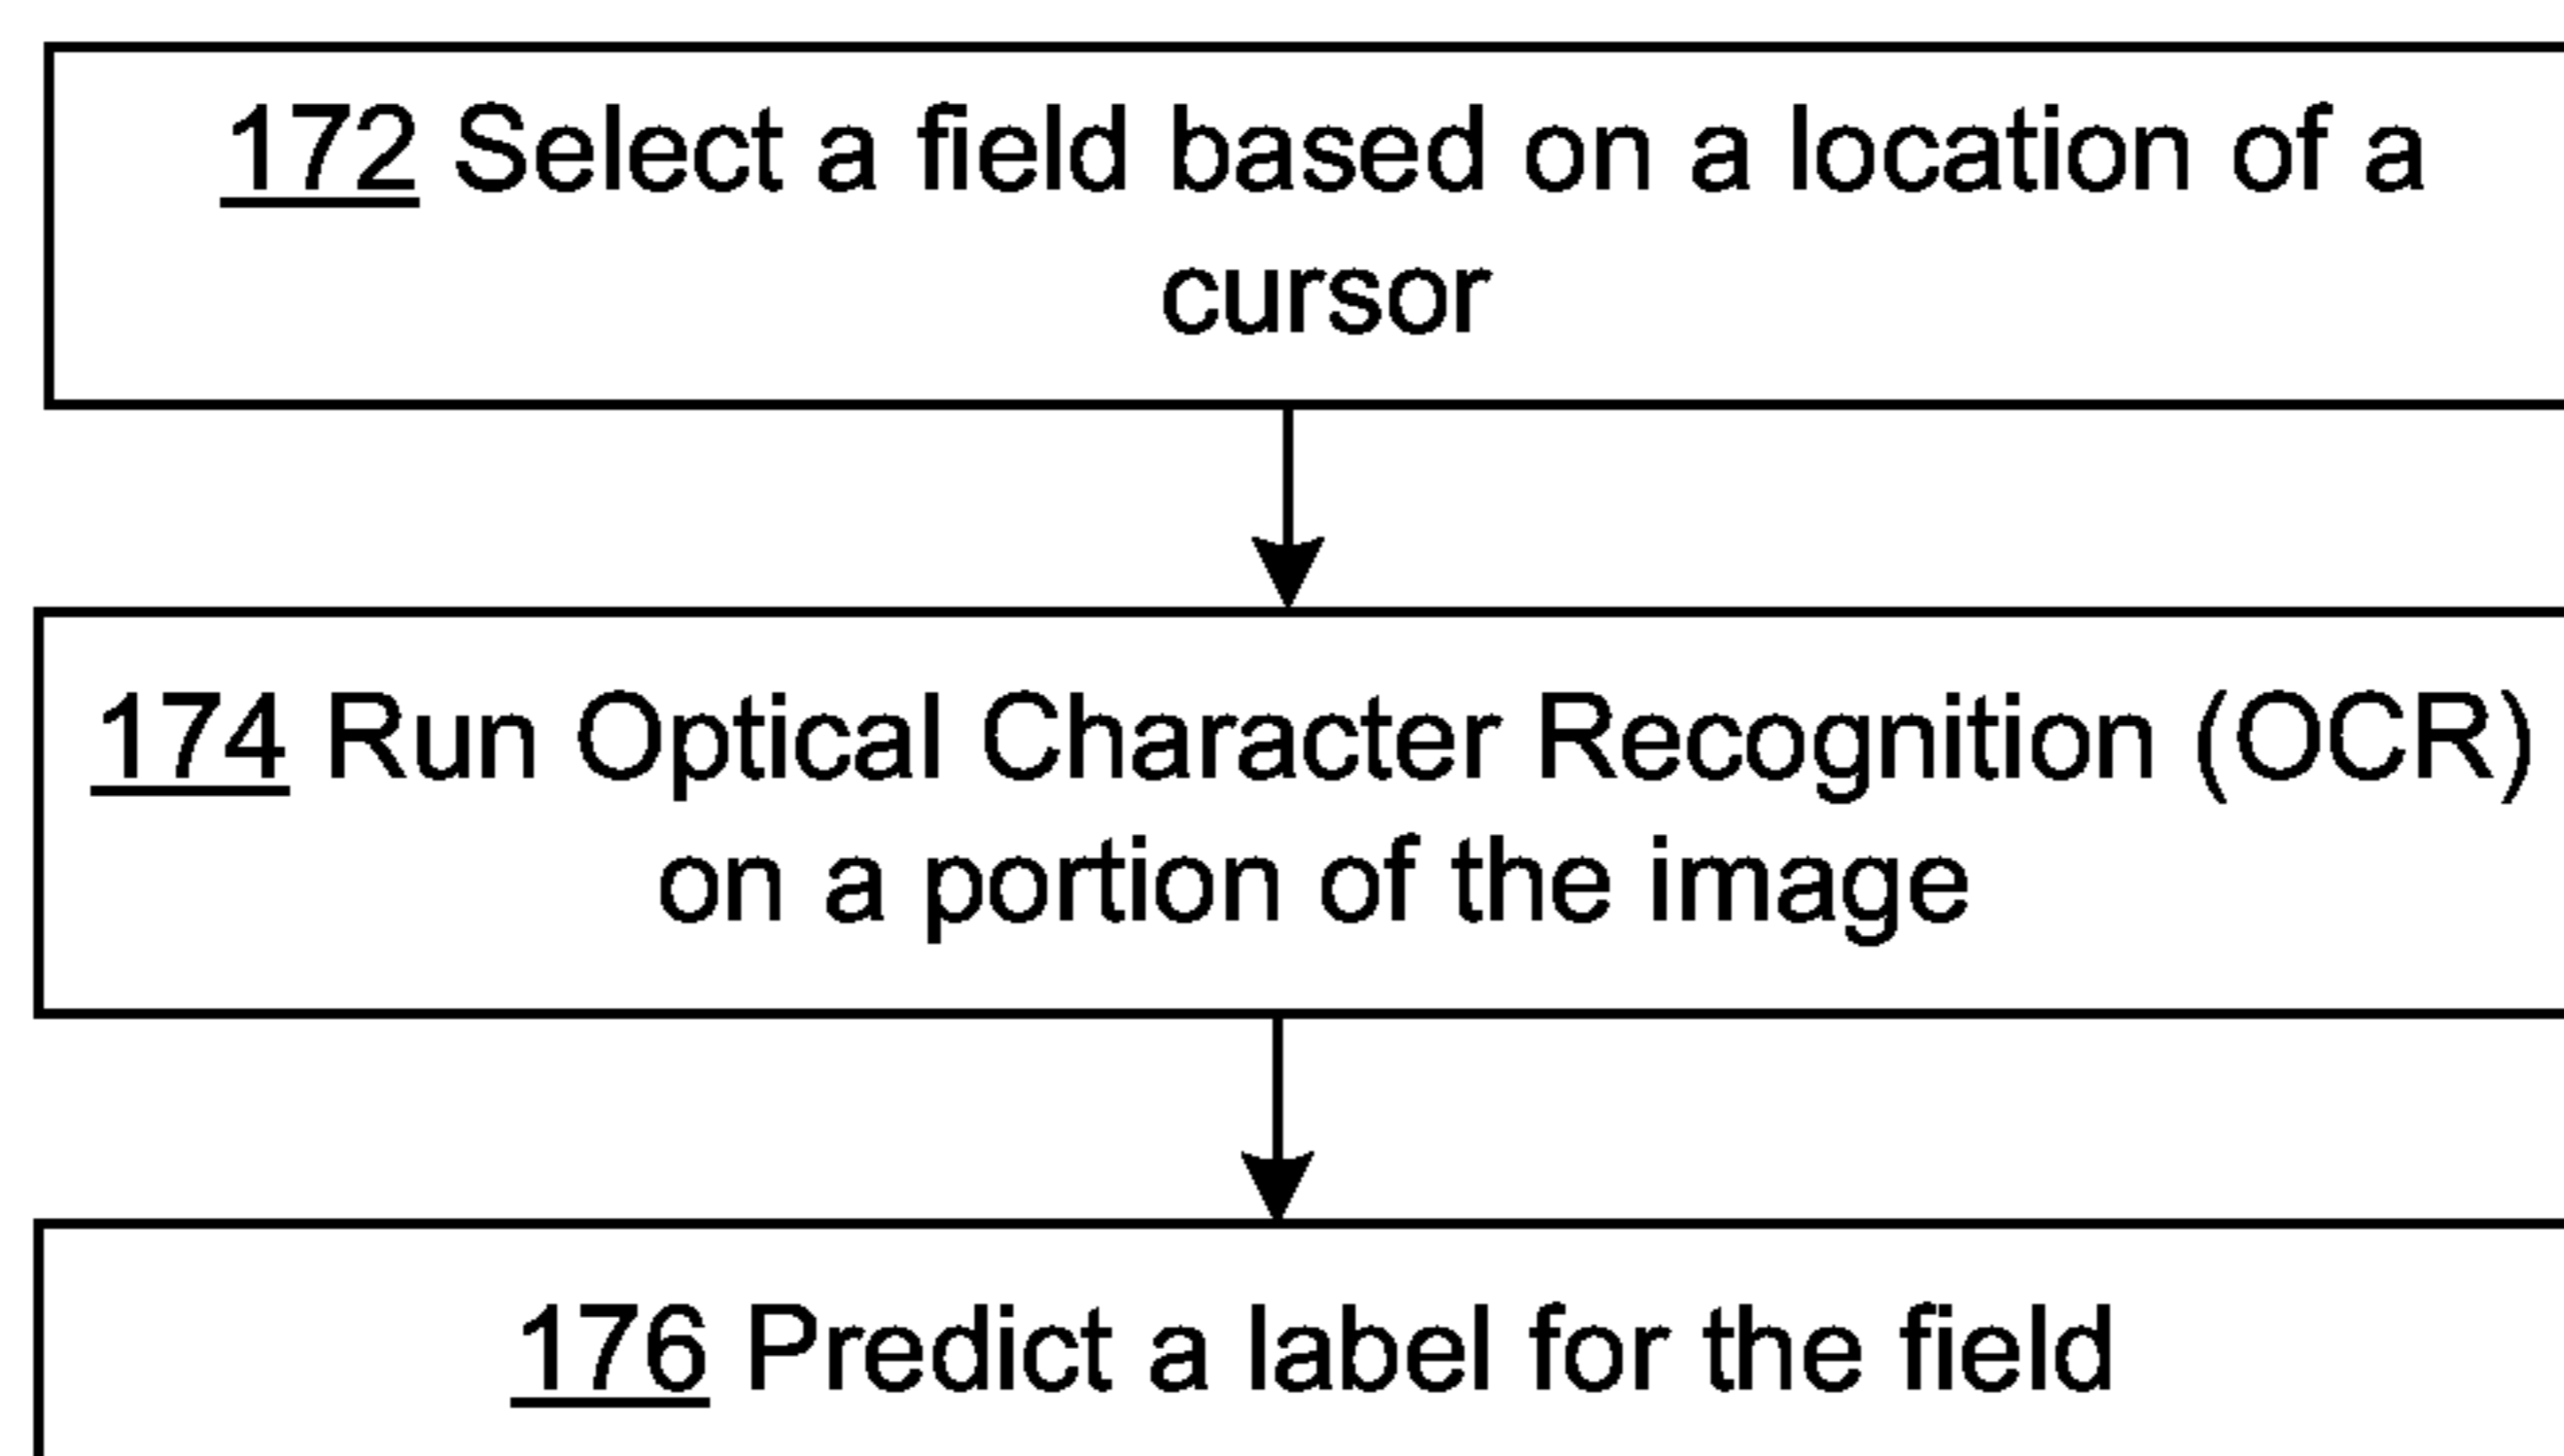 172 Select a field based on a location of a
cursor
174 Run Optical Character Recognition (OCR)
on a portion of the image
176 Predict a label for the field